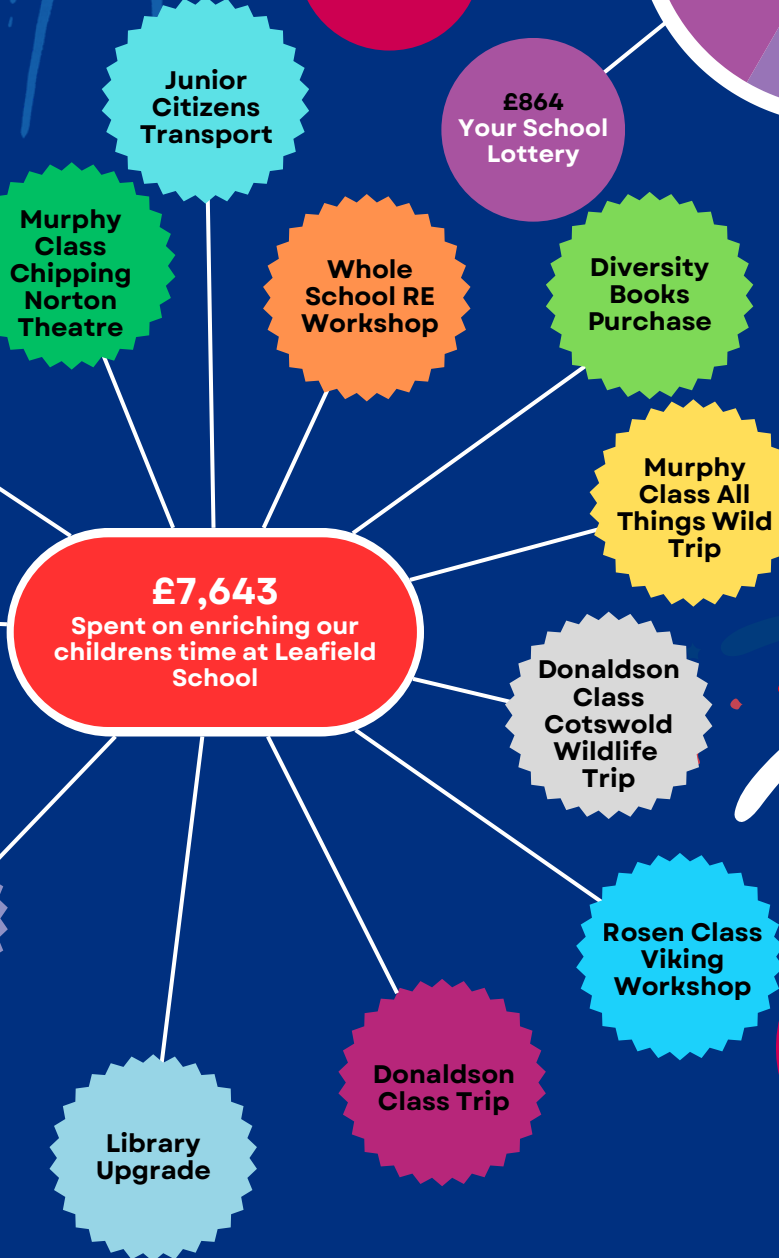 Junior
Citizens
Transport
£864
Your School
Lottery
Murphy
Class
Chipping
Norton
Theatre
Whole
School RE
Workshop
Diversity
Books
Purchase
Murphy
Class All
Things Wild
Trip
£7,643
Spent on enriching our
childrens time at Leafield
School
Donaldson
Class
Cotswold
Wildlife
Trip
Rosen Class
Viking
Workshop
Donaldson
Class Trip
Library
Upgrade